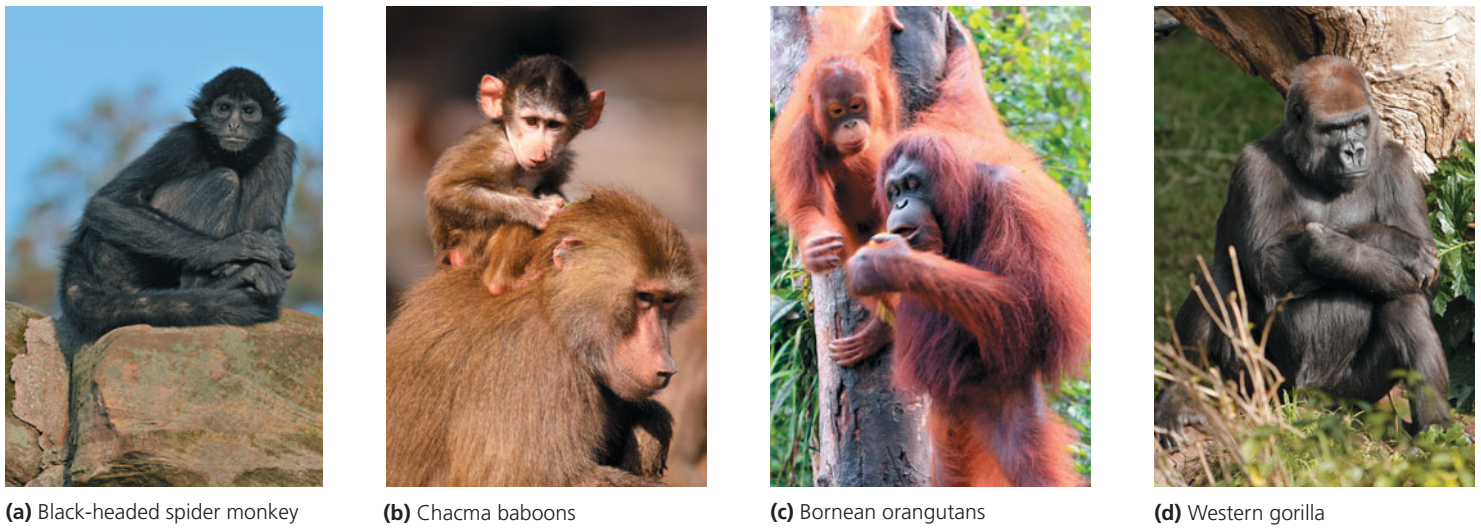 (a) Black-headed spider monkey
(b) Chacma baboons
(c) Bornean orangutans
(d) Western gorilla